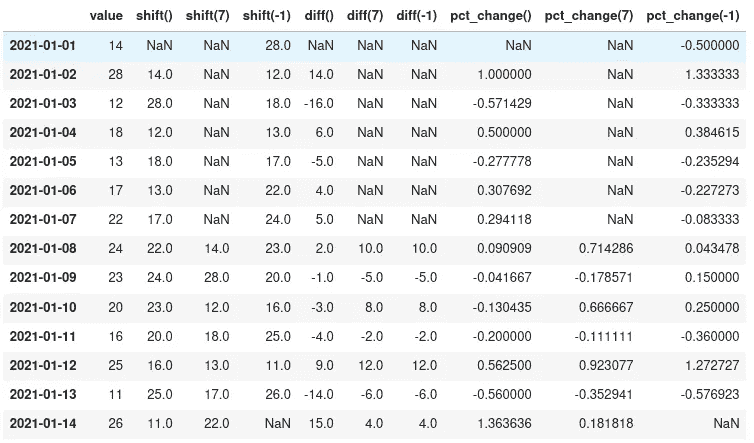 value shift() shift(7) shift(-1) diff() diff(7) diff(-1) pct_change() pct_change(7) pct_change(-1)
2021-01-01 14 NaN NaN 28.0 NaN NaN NaN NaN NaN -0.500000
2021-01-02 28 14.0 NaN 12.0 14.0 NaN NaN 1.000000 NaN 1.333333
2021-01-03 12 28.0 NaN 18.0 -16.0 NaN NaN -0.571429 NaN -0.333333
2021-01-04 18 12.0 NaN 13.0 6.0 NaN NaN 0.500000 NaN 0.384615
2021-01-05 13 18.0 NaN 17.0 -5.0 NaN NaN -0.277778 NaN -0.235294
2021-01-06 17 13.0 NaN 22.0 4.0 NaN NaN 0.307692 NaN -0.227273
2021-01-07 22 17.0 NaN 24.0 5.0 NaN NaN 0.294118 NaN -0.083333
2021-01-08 24 22.0 14.0 23.0 2.0 10.0 10.0 0.090909 0.714286 0.043478
2021-01-09 23 24.0 28.0 20.0 -1.0 -5.0 -5.0 -0.041667 -0.178571 0.150000
2021-01-10 20 23.0 12.0 16.0 -3.0 8.0 8.0 -0.130435 0.666667 0.250000
2021-01-11 16 20.0 18.0 25.0 -4.0 -2.0 -2.0 -0.200000 -0.111111 -0.360000
2021-01-12 25 16.0 13.0 11.0 9.0 12.0 12.0 0.562500 0.923077 1.272727
2021-01-13 11 25.0 17.0 26.0 -14.0 -6.0 -6.0 -0.560000 -0.352941 -0.576923
2021-01-14 26 11.0 22.0 NaN 15.0 4.0 4.0 1.363636 0.181818 NaN